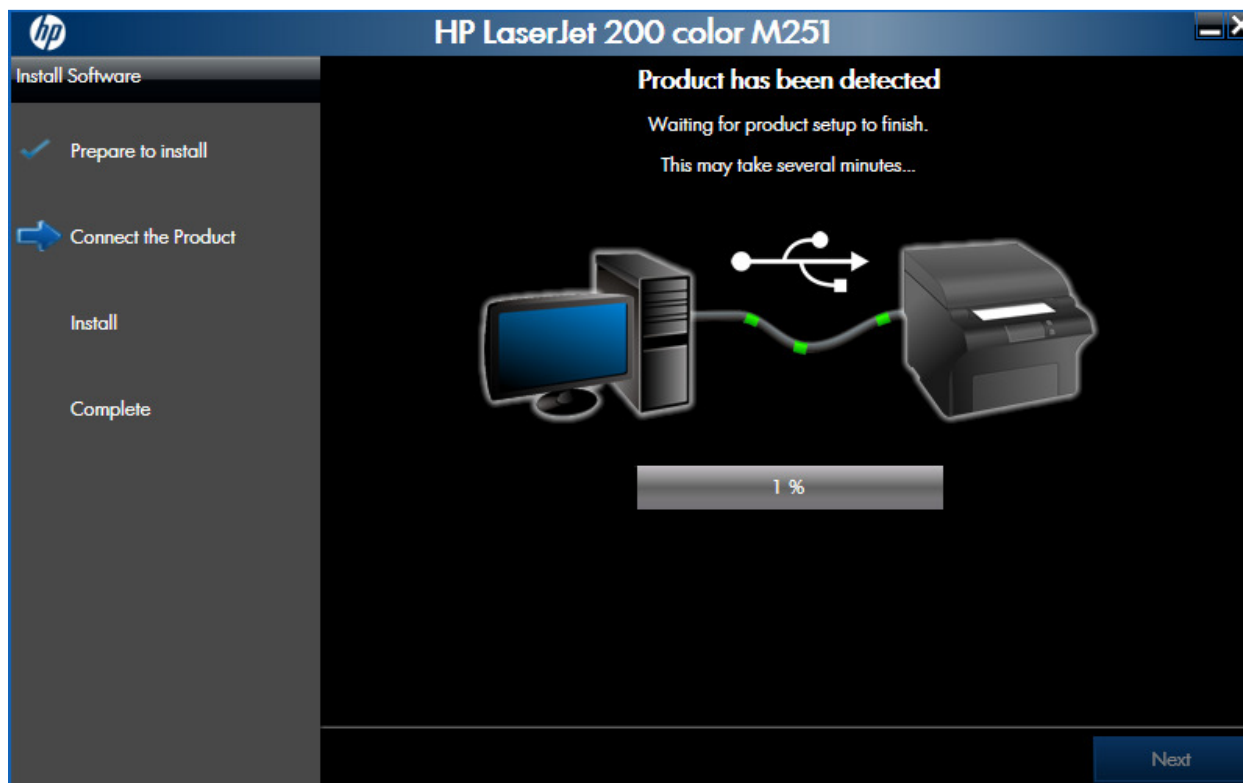 hp
HP LaserJet 200 color M251
Install Software
Prepare to install
Connect the Product
Install
Complete
Product has been detected
Waiting for product setup to finish.
This may take several minutes...
1 %
Next